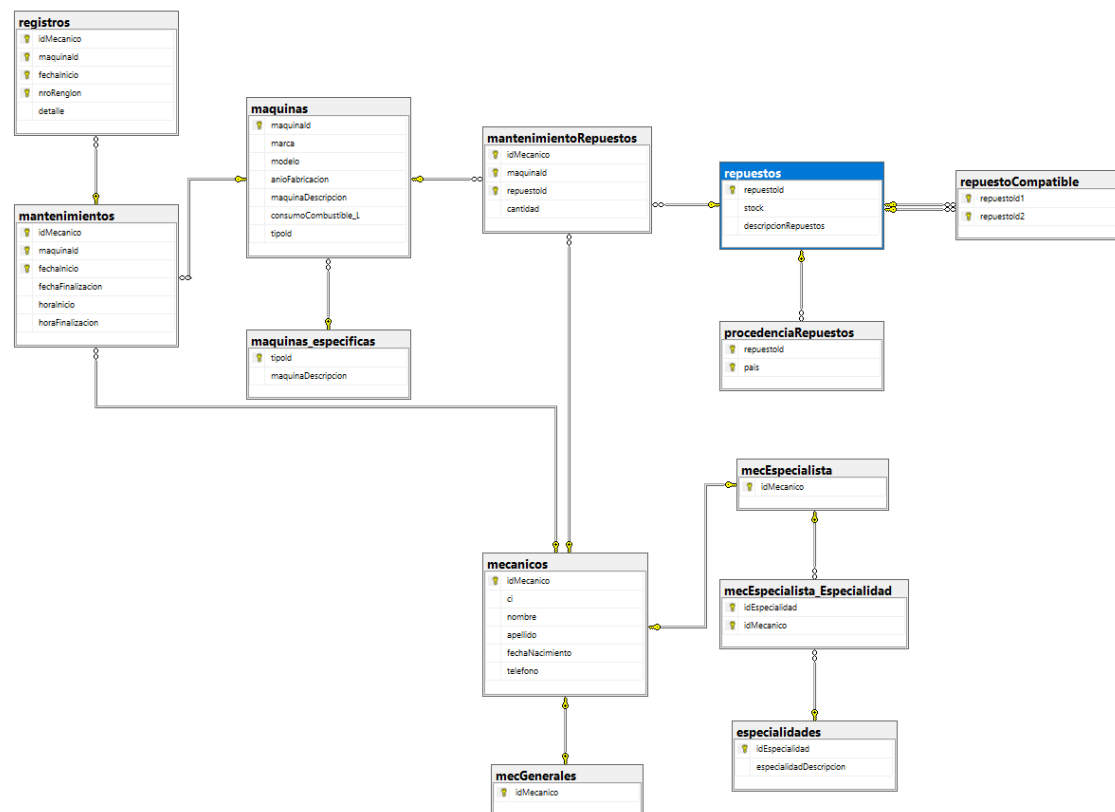 registros
idMecanico
maquinaId
fechaInicio
nroRenglon
detalle
maquinas
maquinaId
marca
modelo
anioFabricacion
maquinaDescripcion
consumoCombustible_L
tipoId
mantenimientoRepuestos
idMecanico
maquinaId
repuestoId
cantidad
repuestos
repuestoId
stock
descripcionRepuestos
repuestoCompatible
repuestoId1
repuestoId2
mantenimientos
idMecanico
maquinaId
fechaInicio
fechaFinalizacion
horaInicio
horaFinalizacion
maquinas_especificas
tipoId
maquinaDescripcion
procedenciaRepuestos
repuestoId
pais
mecEspecialista
idMecanico
mecanicos
idMecanico
ci
nombre
apellido
fechaNacimiento
telefono
mecEspecialista_Especialidad
idEspecialidad
idMecanico
especialidades
idEspecialidad
especialidadDescripcion
mecGenerales
idMecanico